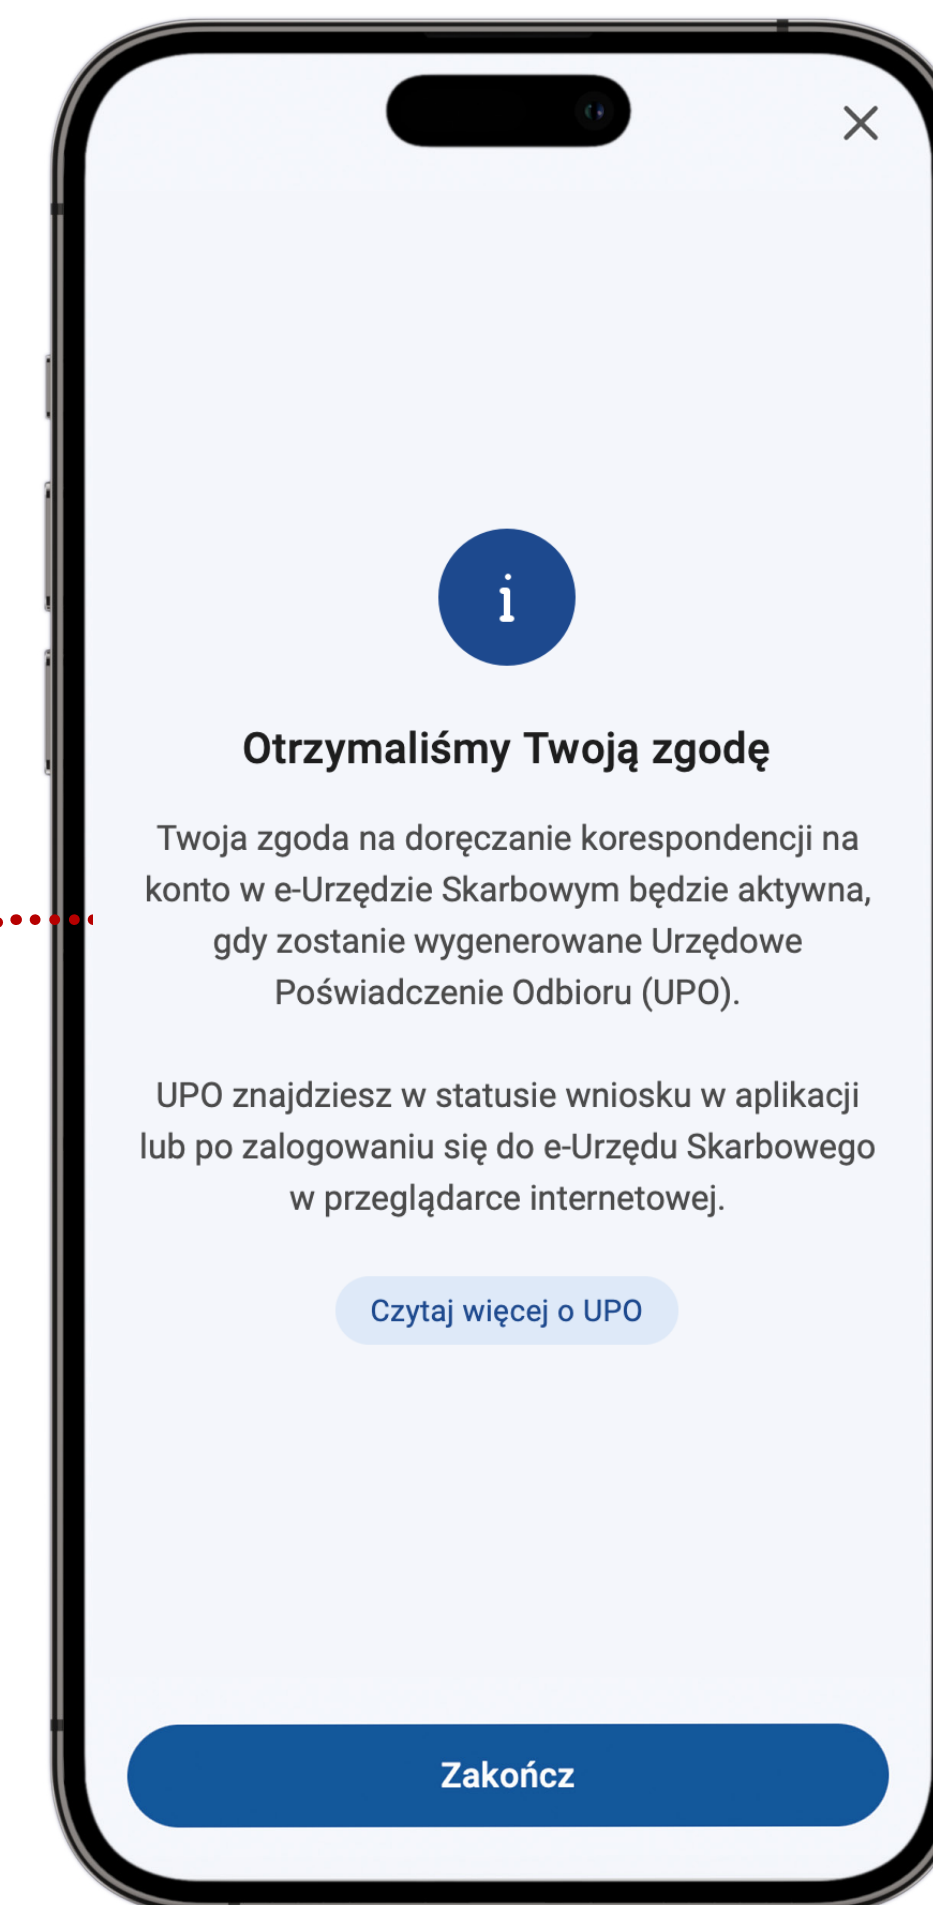 Otrzymaliśmy Twoją zgodę
Twoja zgoda na doręczanie korespondencji na
konto w e-Urzędzie Skarbowym będzie aktywna,
gdy zostanie wygenerowane Urzędowe
Poświadczenie Odbioru (UPO).
UPO znajdziesz w statusie wniosku w aplikacji
lub po zalogowaniu się do e-Urzędu Skarbowego
w przeglądarce internetowej.
Czytaj więcej o UPO
Zakończ